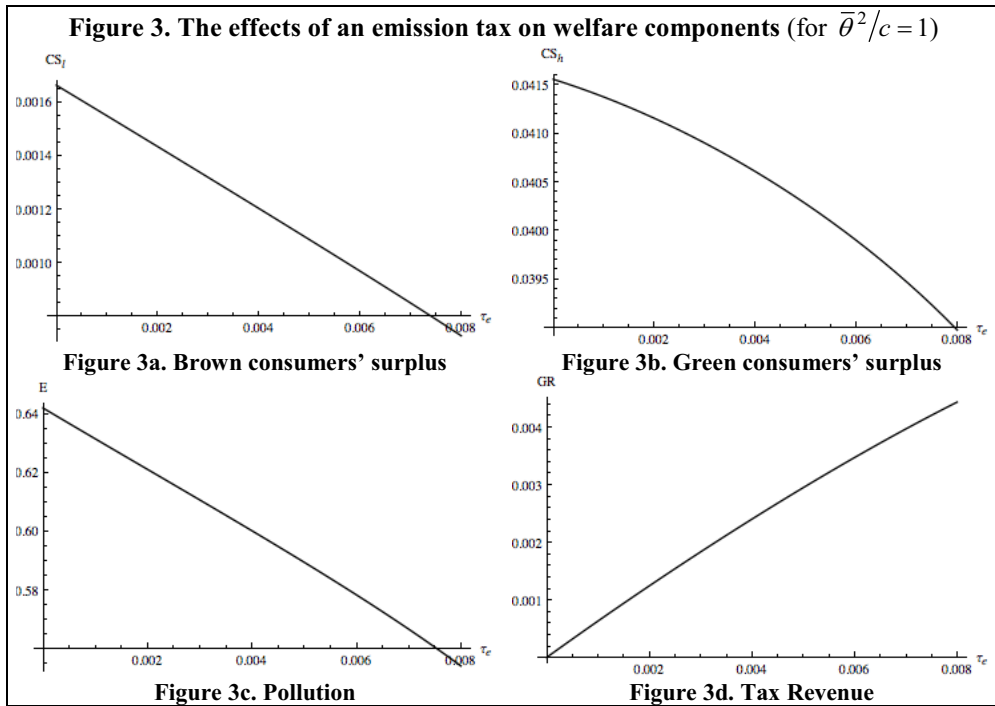 Figure 3. The effects of an emission tax on welfare components (for θ̄²/c = 1)
CS_l
0.0016
0.0014
0.0012
0.0010
0.002 0.004 0.006 0.008 τ_e
Figure 3a. Brown consumers' surplus
CS_h
0.0415
0.0410
0.0405
0.0400
0.0395
0.002 0.004 0.006 0.008 τ_e
Figure 3b. Green consumers' surplus
E
0.64
0.62
0.60
0.58
0.002 0.004 0.006 0.008 τ_e
Figure 3c. Pollution
GR
0.004
0.003
0.002
0.001
0.002 0.004 0.006 0.008 τ_e
Figure 3d. Tax Revenue